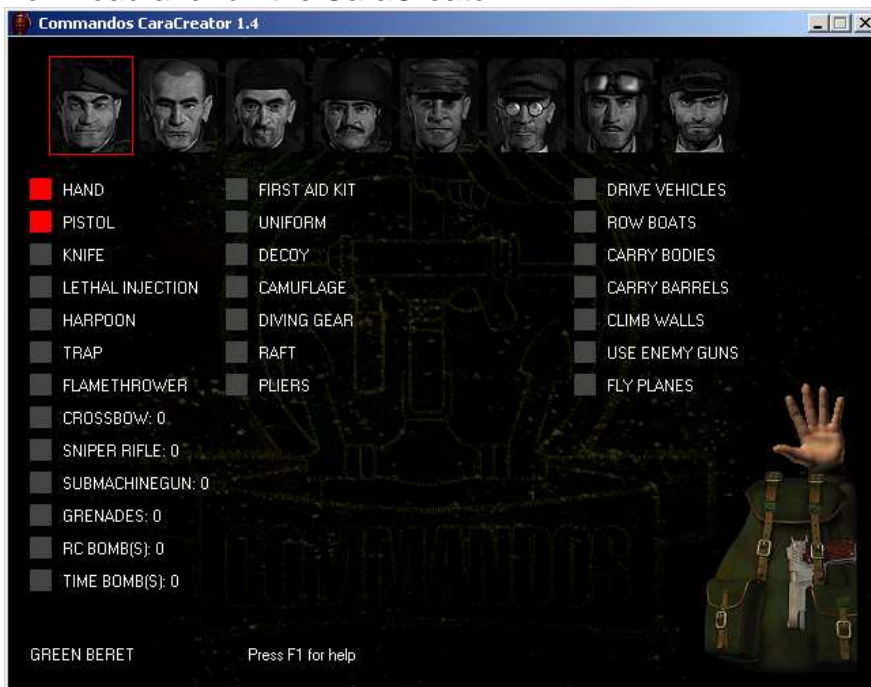 Commandos CaraCreator 1.4
HAND
PISTOL
KNIFE
LETHAL INJECTION
HARPOON
TRAP
FLAMETHROWER
CROSSBOW: 0
SNIPER RIFLE: 0
SUBMACHINEGUN: 0
GRENADES: 0
RC BOMB(S): 0
TIME BOMB(S): 0
FIRST AID KIT
UNIFORM
DECOY
CAMUFLAGE
DIVING GEAR
RAFT
PLIERS
DRIVE VEHICLES
ROW BOATS
CARRY BODIES
CARRY BARRELS
CLIMB WALLS
USE ENEMY GUNS
FLY PLANES
COMMANDOS
GREEN BERET
Press F1 for help